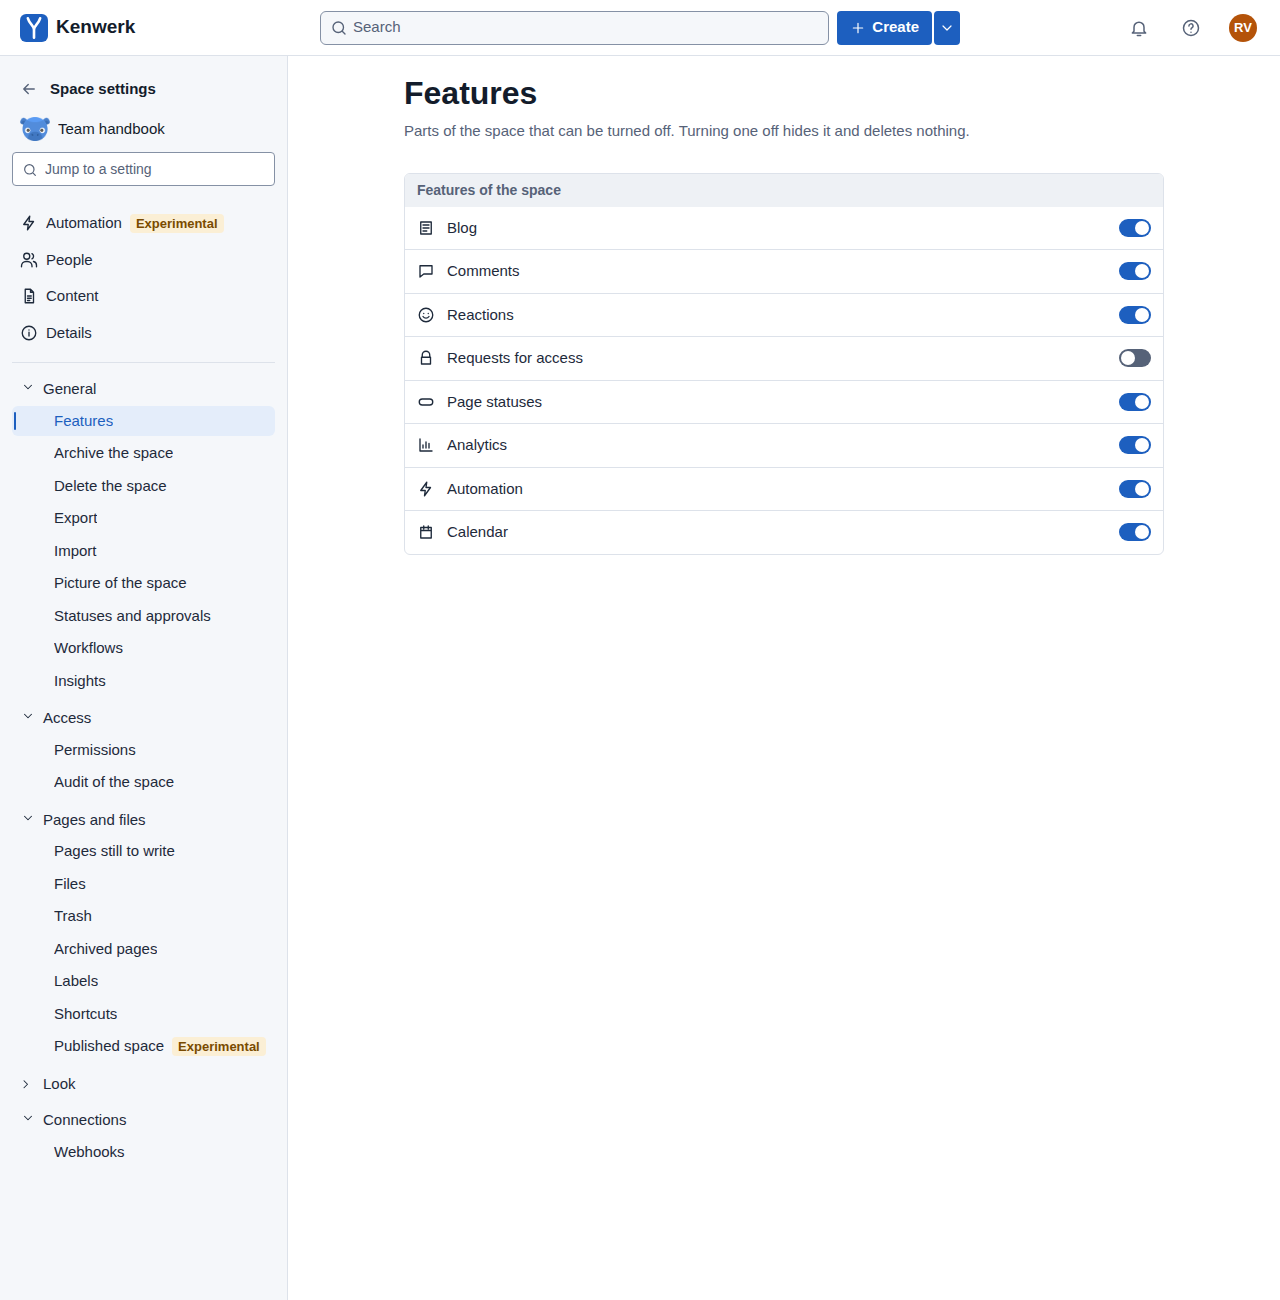 Kenwerk
Search
Create
RV
Space settings
Team handbook
Jump to a setting
Automation Experimental
People
Content
Details
General
Features
Archive the space
Delete the space
Export
Import
Picture of the space
Statuses and approvals
Workflows
Insights
Access
Permissions
Audit of the space
Pages and files
Pages still to write
Files
Trash
Archived pages
Labels
Shortcuts
Published space Experimental
Look
Connections
Webhooks
Features
Parts of the space that can be turned off. Turning one off hides it and deletes nothing.
Features of the space
Blog
Comments
Reactions
Requests for access
Page statuses
Analytics
Automation
Calendar